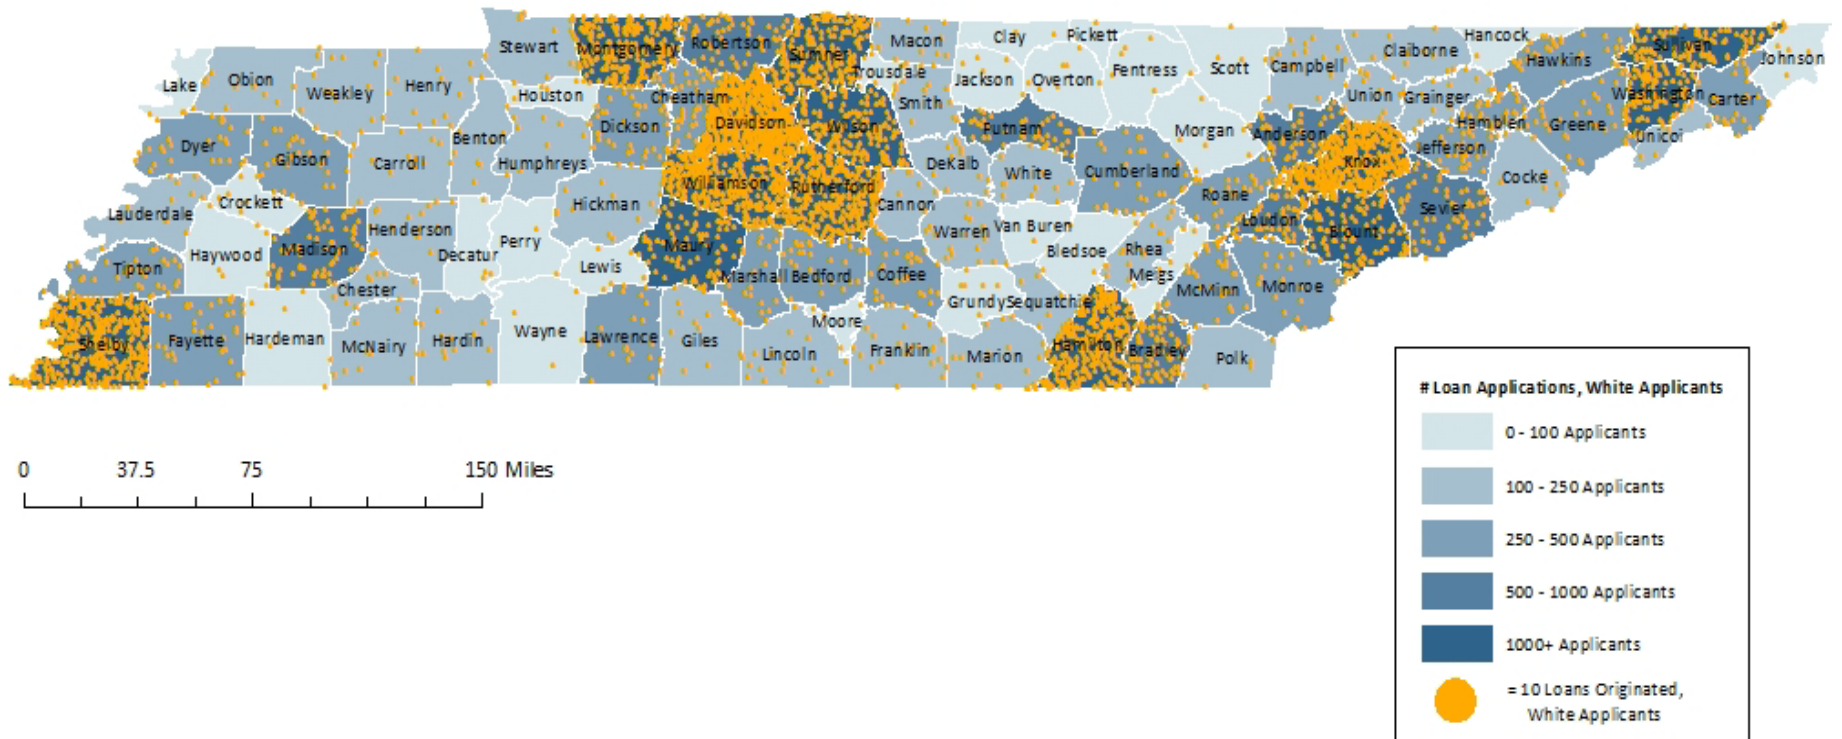 Stewart
Montgomery
Robertson
Sumner
Macon
Clay
Pickett
Hancock
Claiborne
Sullivan
Johnson
Lake
Obion
Weakley
Henry
Houston
Cheatham
Trousdale
Jackson
Overton
Fentress
Scott
Campbell
Union
Grainger
Hawkins
Washington
Carter
Dyer
Gibson
Carroll
Benton
Humphreys
Dickson
Davidson
Wilson
Smith
Putnam
Morgan
Anderson
Knox
Hamblen
Jefferson
Greene
Unicoi
Lauderdale
Crockett
Haywood
Madison
Henderson
Decatur
Perry
Hickman
Williamson
Rutherford
Cannon
DeKalb
White
Cumberland
Roane
Loudon
Blount
Sevier
Cocke
Tipton
Chester
Lewis
Maury
Marshall
Bedford
Coffee
Warren
Van Buren
Bledsoe
Rhea
Meigs
McMinn
Monroe
Shelby
Fayette
Hardeman
McNairy
Hardin
Wayne
Lawrence
Giles
Lincoln
Moore
Franklin
Grundy
Sequatchie
Marion
Hamilton
Bradley
Polk
0 37.5 75 150 Miles
# Loan Applications, White Applicants
0 - 100 Applicants
100 - 250 Applicants
250 - 500 Applicants
500 - 1000 Applicants
1000+ Applicants
= 10 Loans Originated,
White Applicants